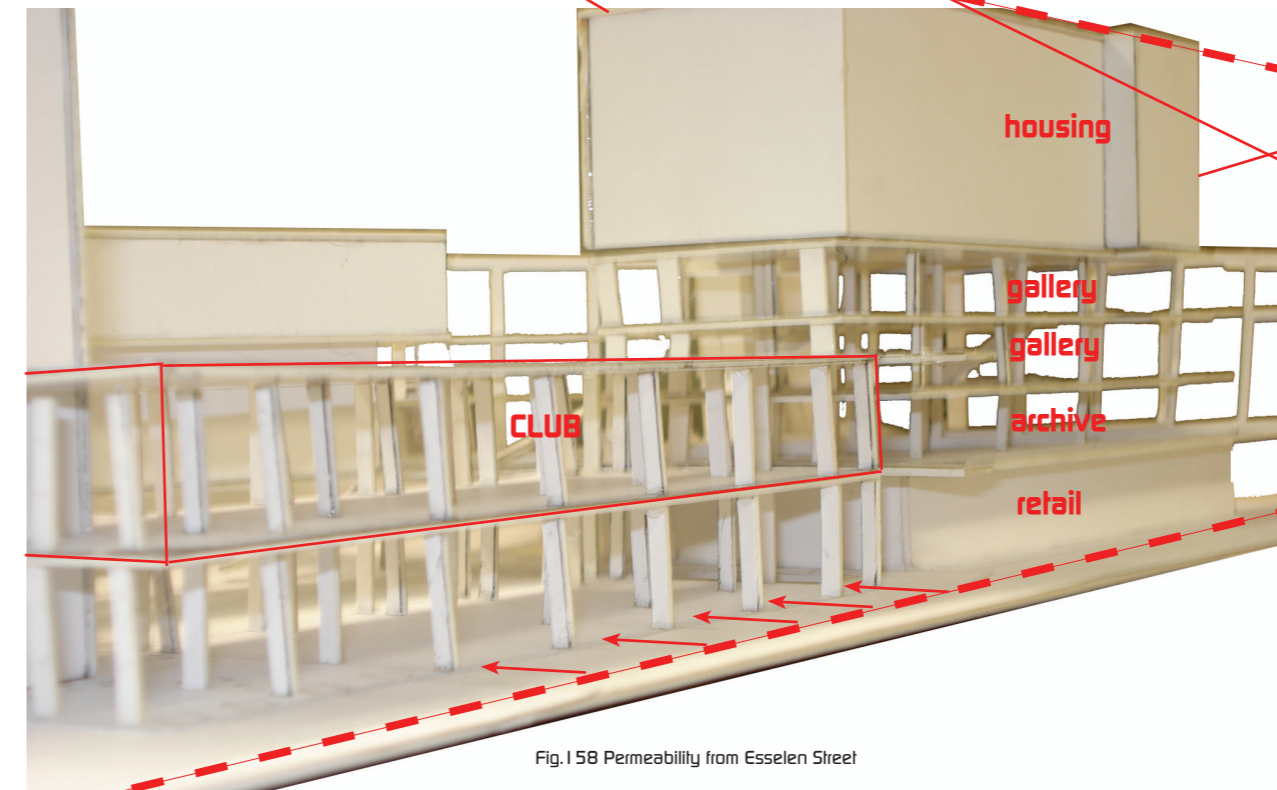 housing
gallery
gallery
CLUB
archive
retail
Fig.158 Permeability from Esselen Street